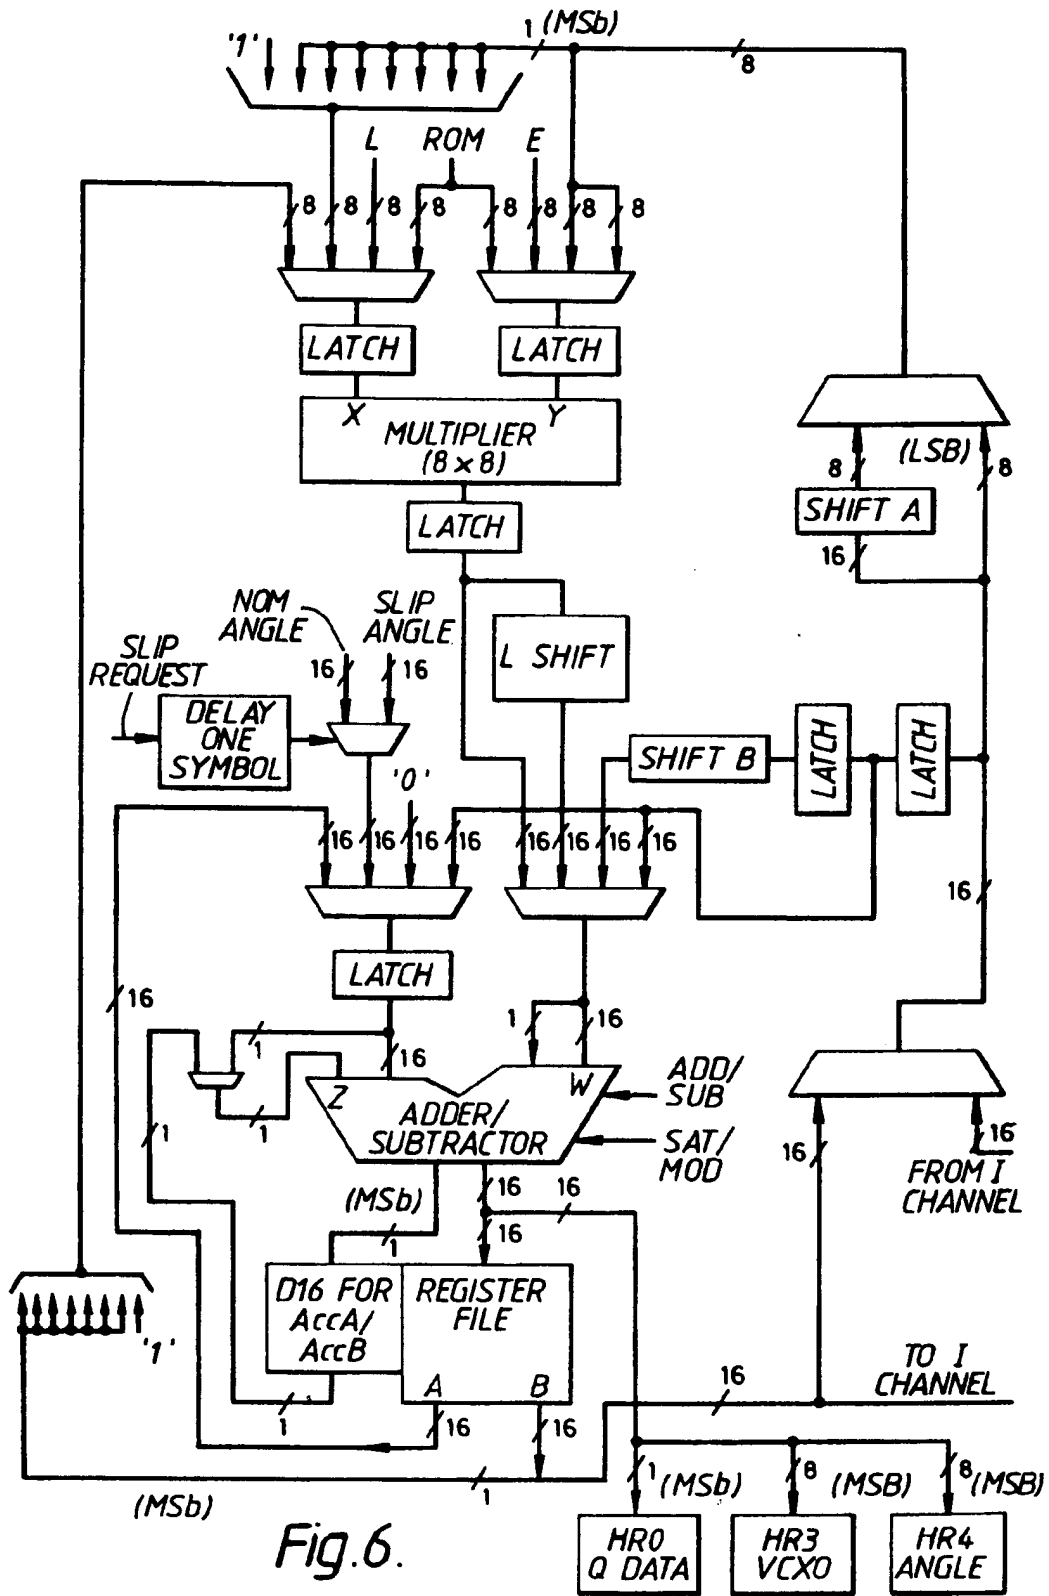 '1'
1 (MSb)
8
L ROM E
8 8 8 8 8 8 8 8
LATCH LATCH
X Y
MULTIPLIER
(8 x 8)
(LSB)
8 8
LATCH
SHIFT A
16
NOM
ANGLE
SLIP
ANGLE
L SHIFT
SLIP
REQUEST
16 16
DELAY
ONE
SYMBOL
SHIFT B
LATCH
LATCH
'0'
16 16 16 16 16 16 16 16
16
LATCH
16
1 16
1 16
Z W
ADD/
SUB
ADDER/
SUBTRACTOR
1 1
SAT/
MOD
16 16
FROM I
CHANNEL
(MSb)
16 16
16
1
D16 FOR
AccA/
AccB
REGISTER
FILE
'1'
A B
TO I
CHANNEL
16
1
16 16
(MSb)
1
1 (MSb)
8 (MSB)
8 (MSB)
HR0
Q DATA
HR3
VCXO
HR4
ANGLE
Fig.6.